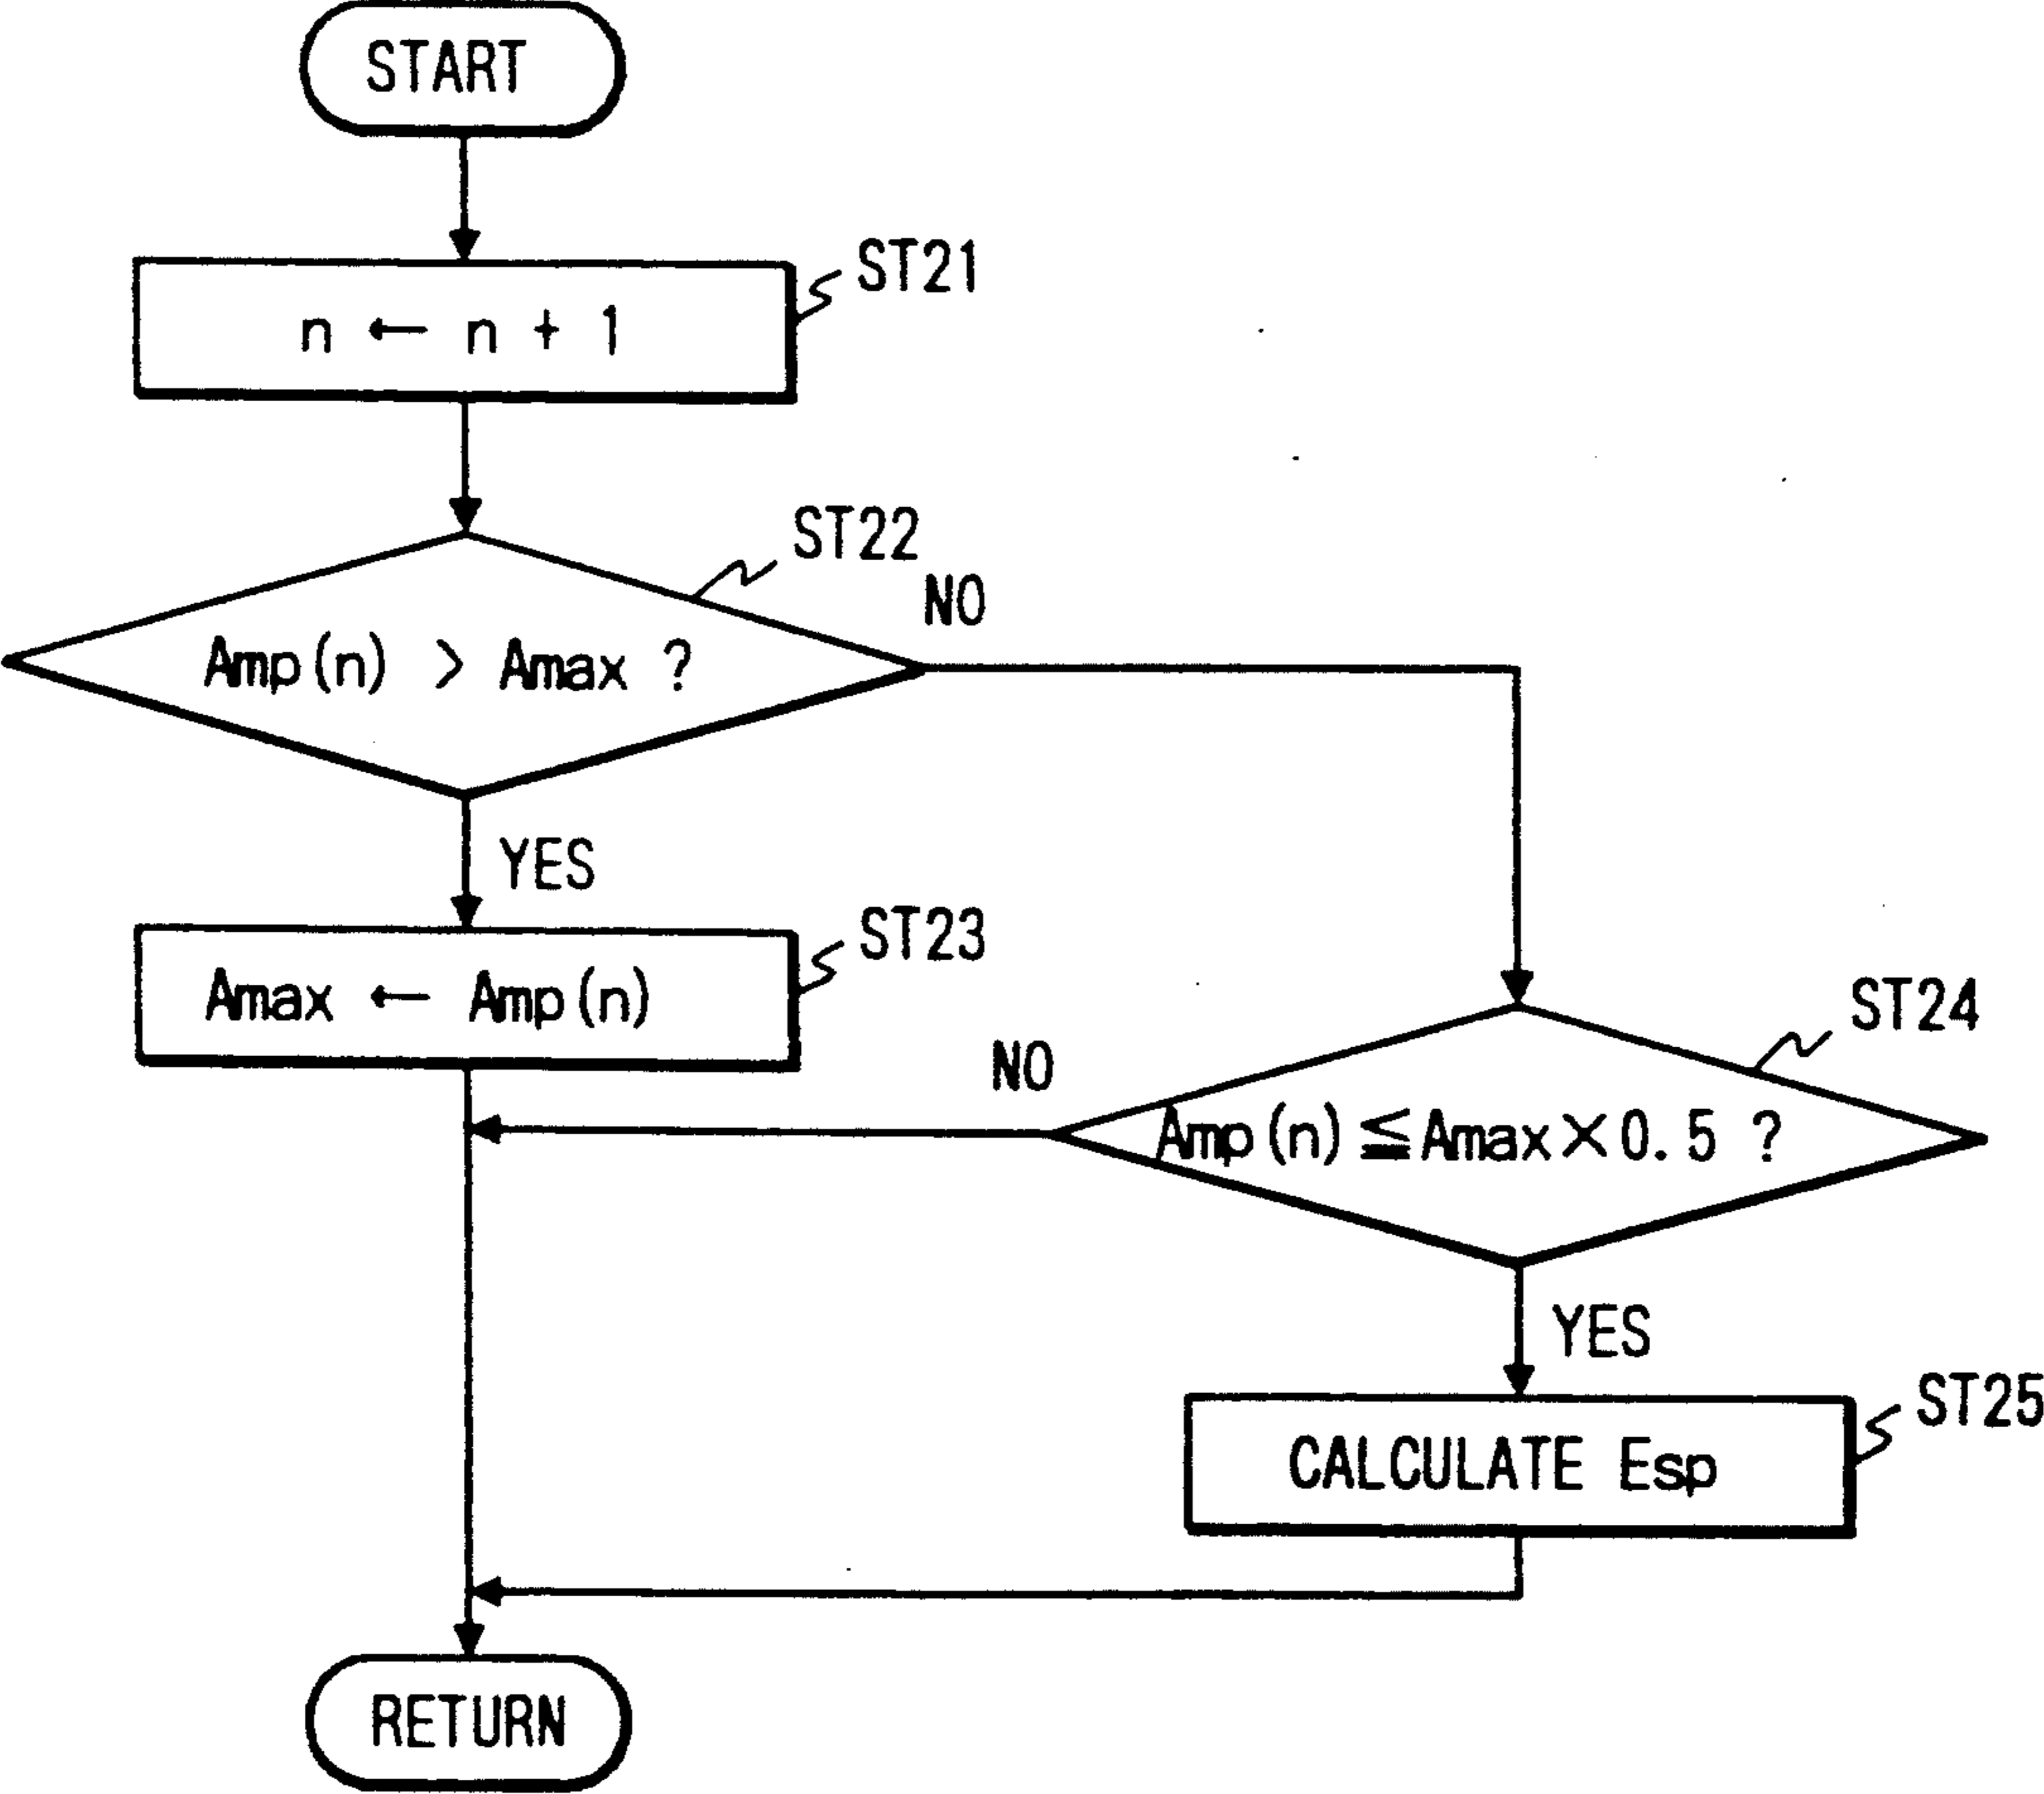 START
ST21
n ← n + 1
ST22
NO
Amp(n) > Amax ?
YES
ST23
Amax ← Amp(n)
ST24
NO
Amp(n) ≦ Amax × 0.5 ?
YES
ST25
CALCULATE Esp
RETURN